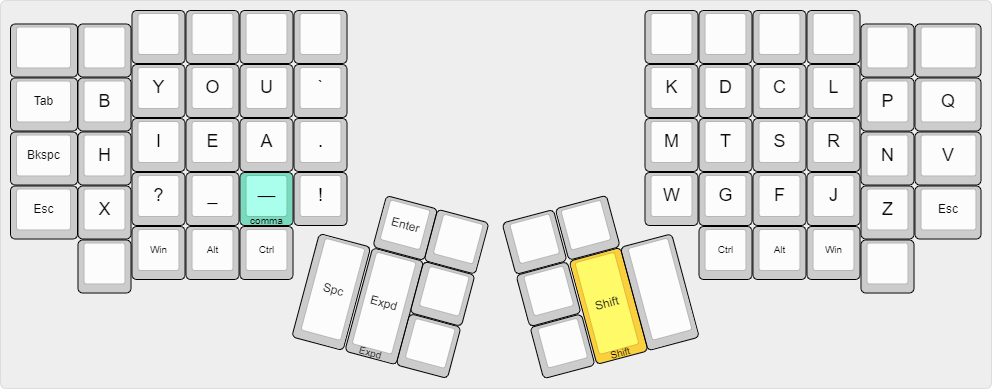 Tab B Y O U ` K D C L P Q
Bkspc H I E A . M T S R N V
Esc X ? _ — ! W G F J Z Esc
comma
Win Alt Ctrl Enter Ctrl Alt Win
Spc Expd Shift
Expd Shift